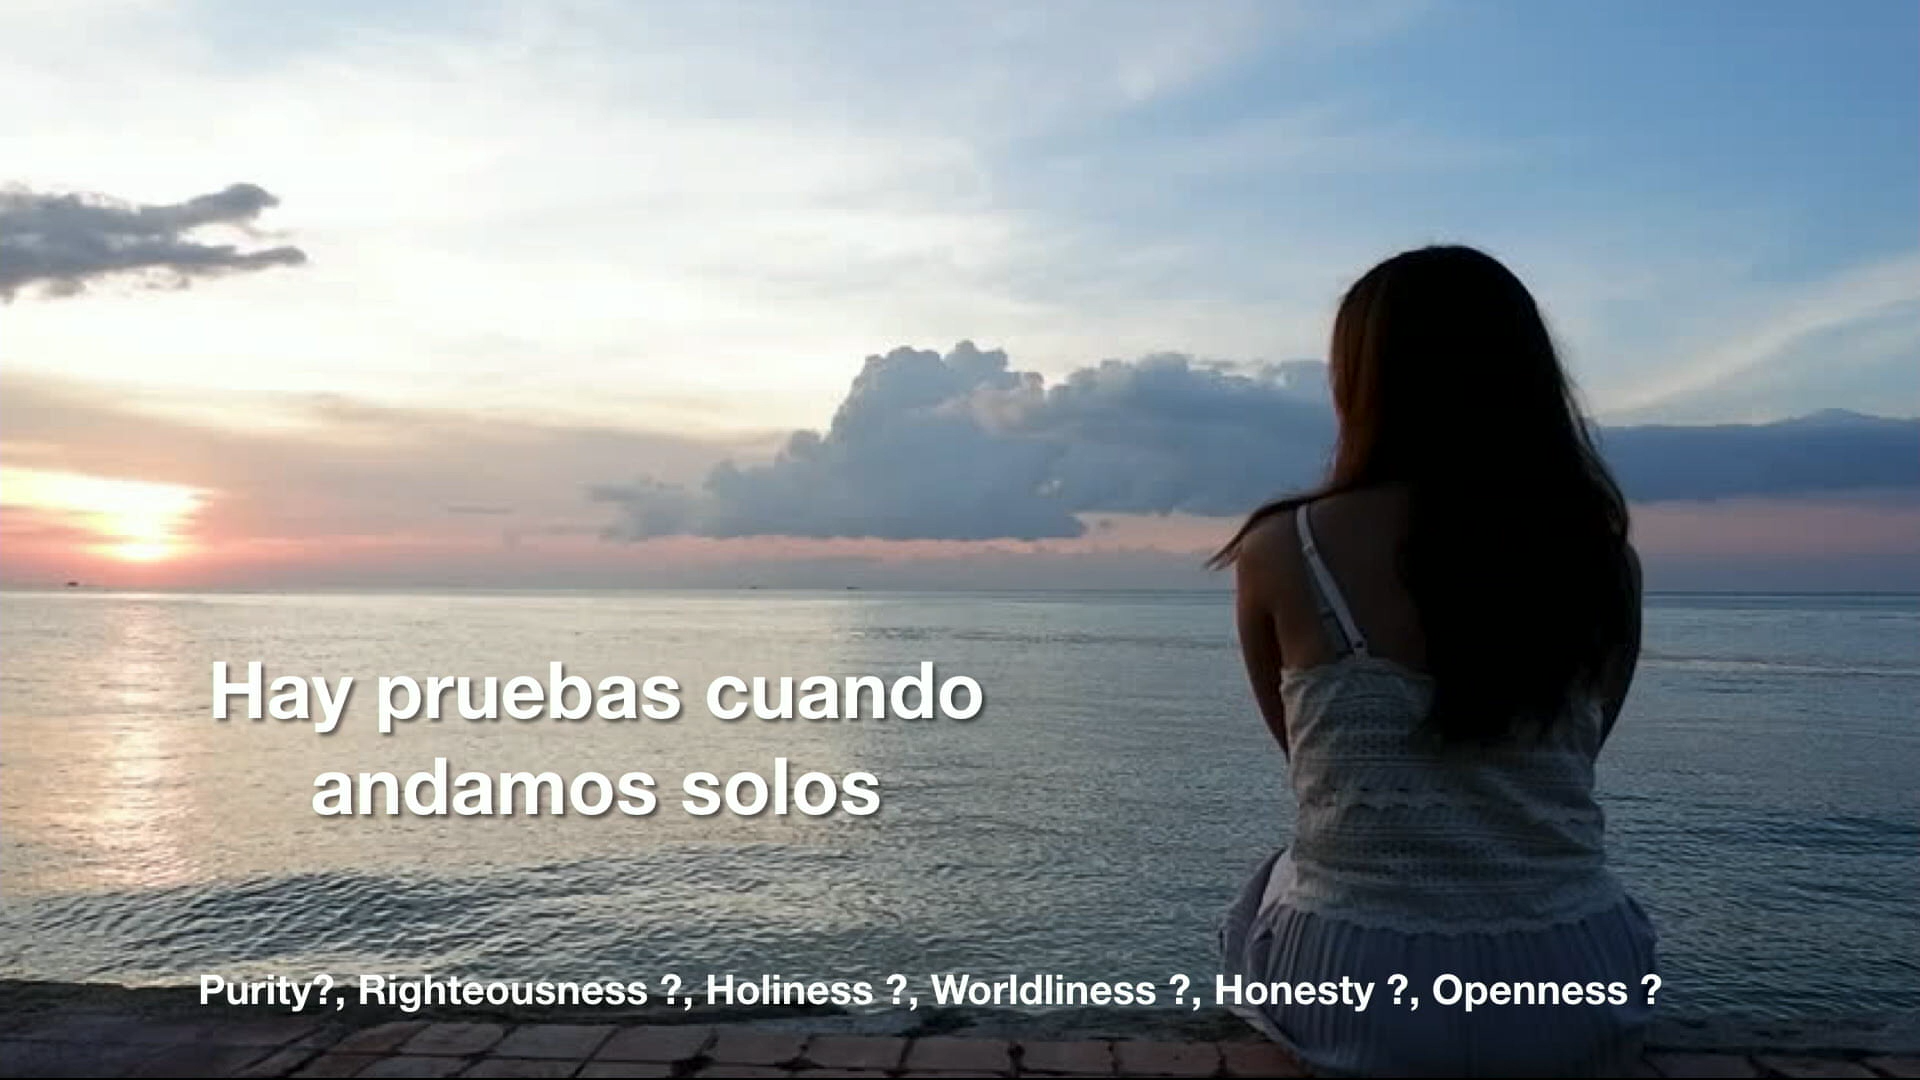 Hay pruebas cuando
andamos solos
Purity?, Righteousness ?, Holiness ?, Worldliness ?, Honesty ?, Openness ?